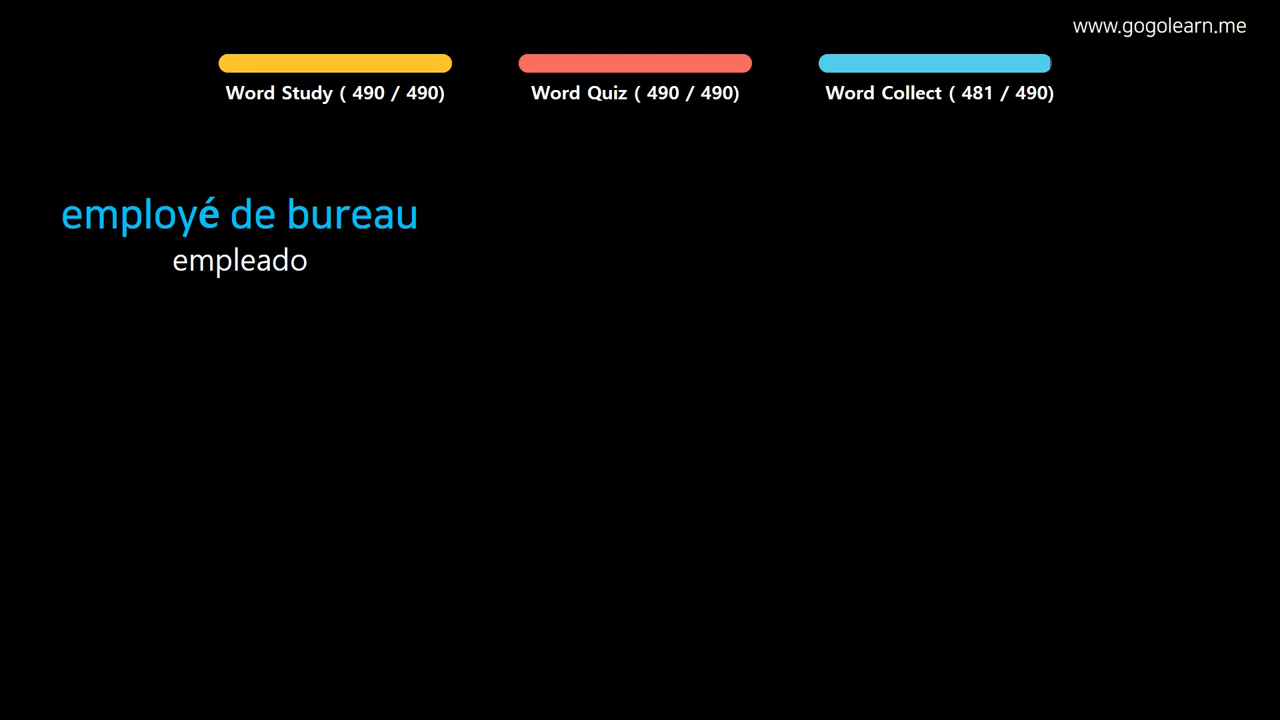 www.gogolearn.me
Word Study ( 490 / 490)
Word Quiz ( 490 / 490)
Word Collect ( 481 / 490)
employé de bureau
empleado